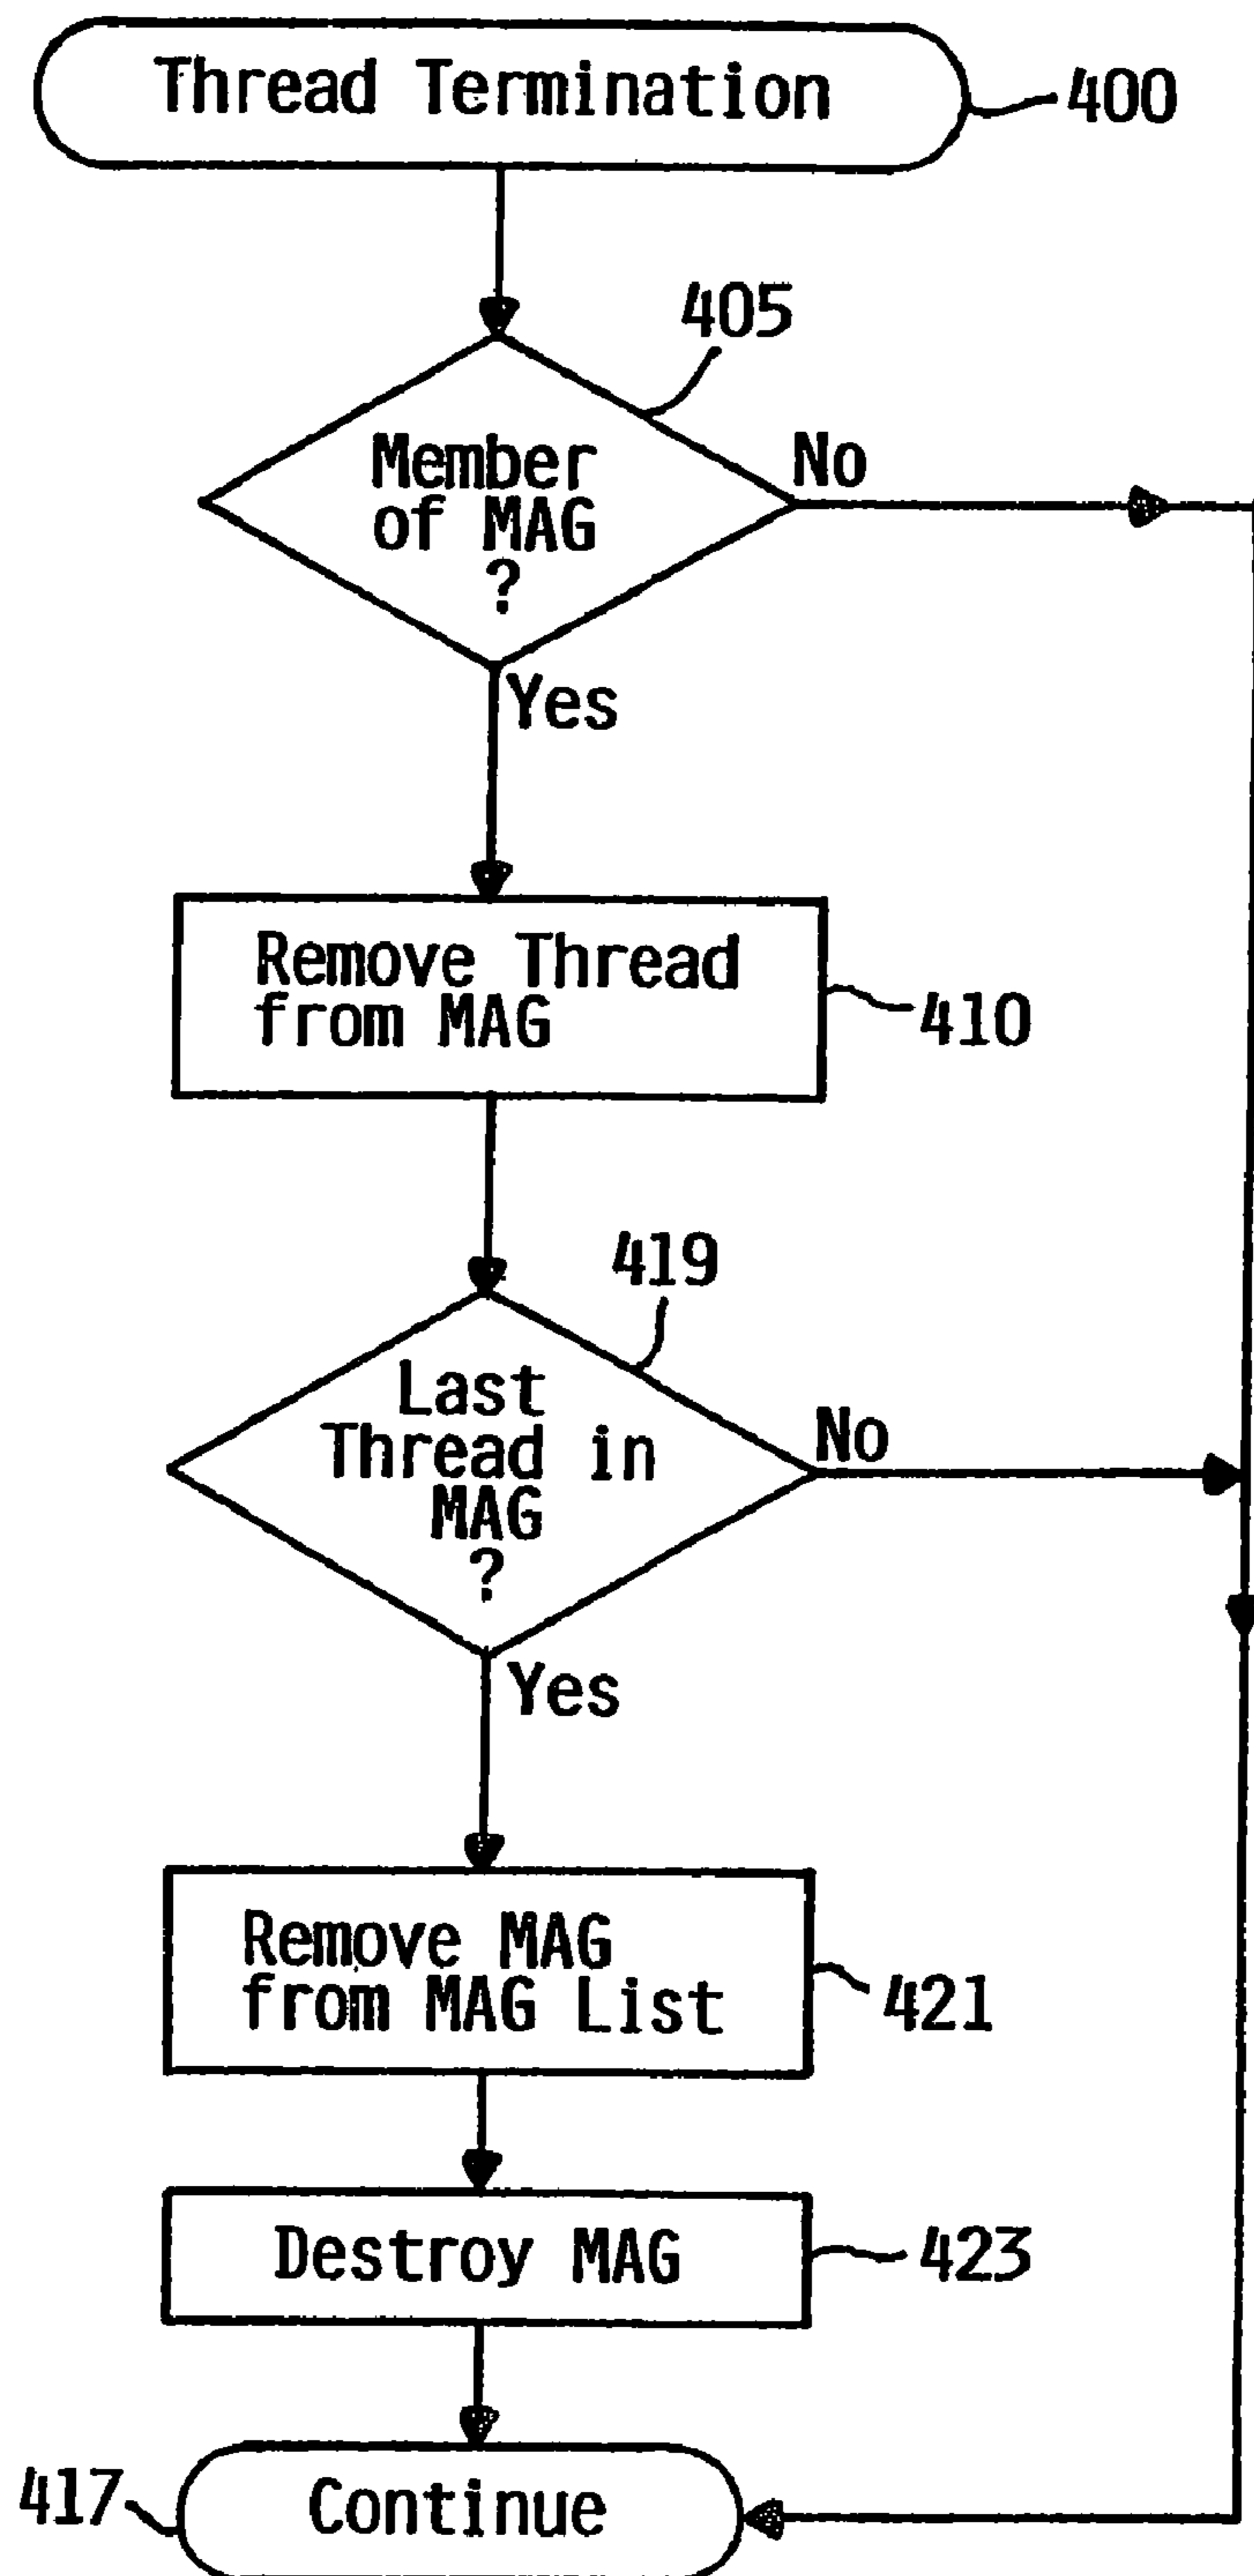 Thread Termination
400
405
Member
of MAG
?
No
Yes
Remove Thread
from MAG
410
419
Last
Thread in
MAG
?
No
Yes
Remove MAG
from MAG List
421
Destroy MAG
423
417
Continue